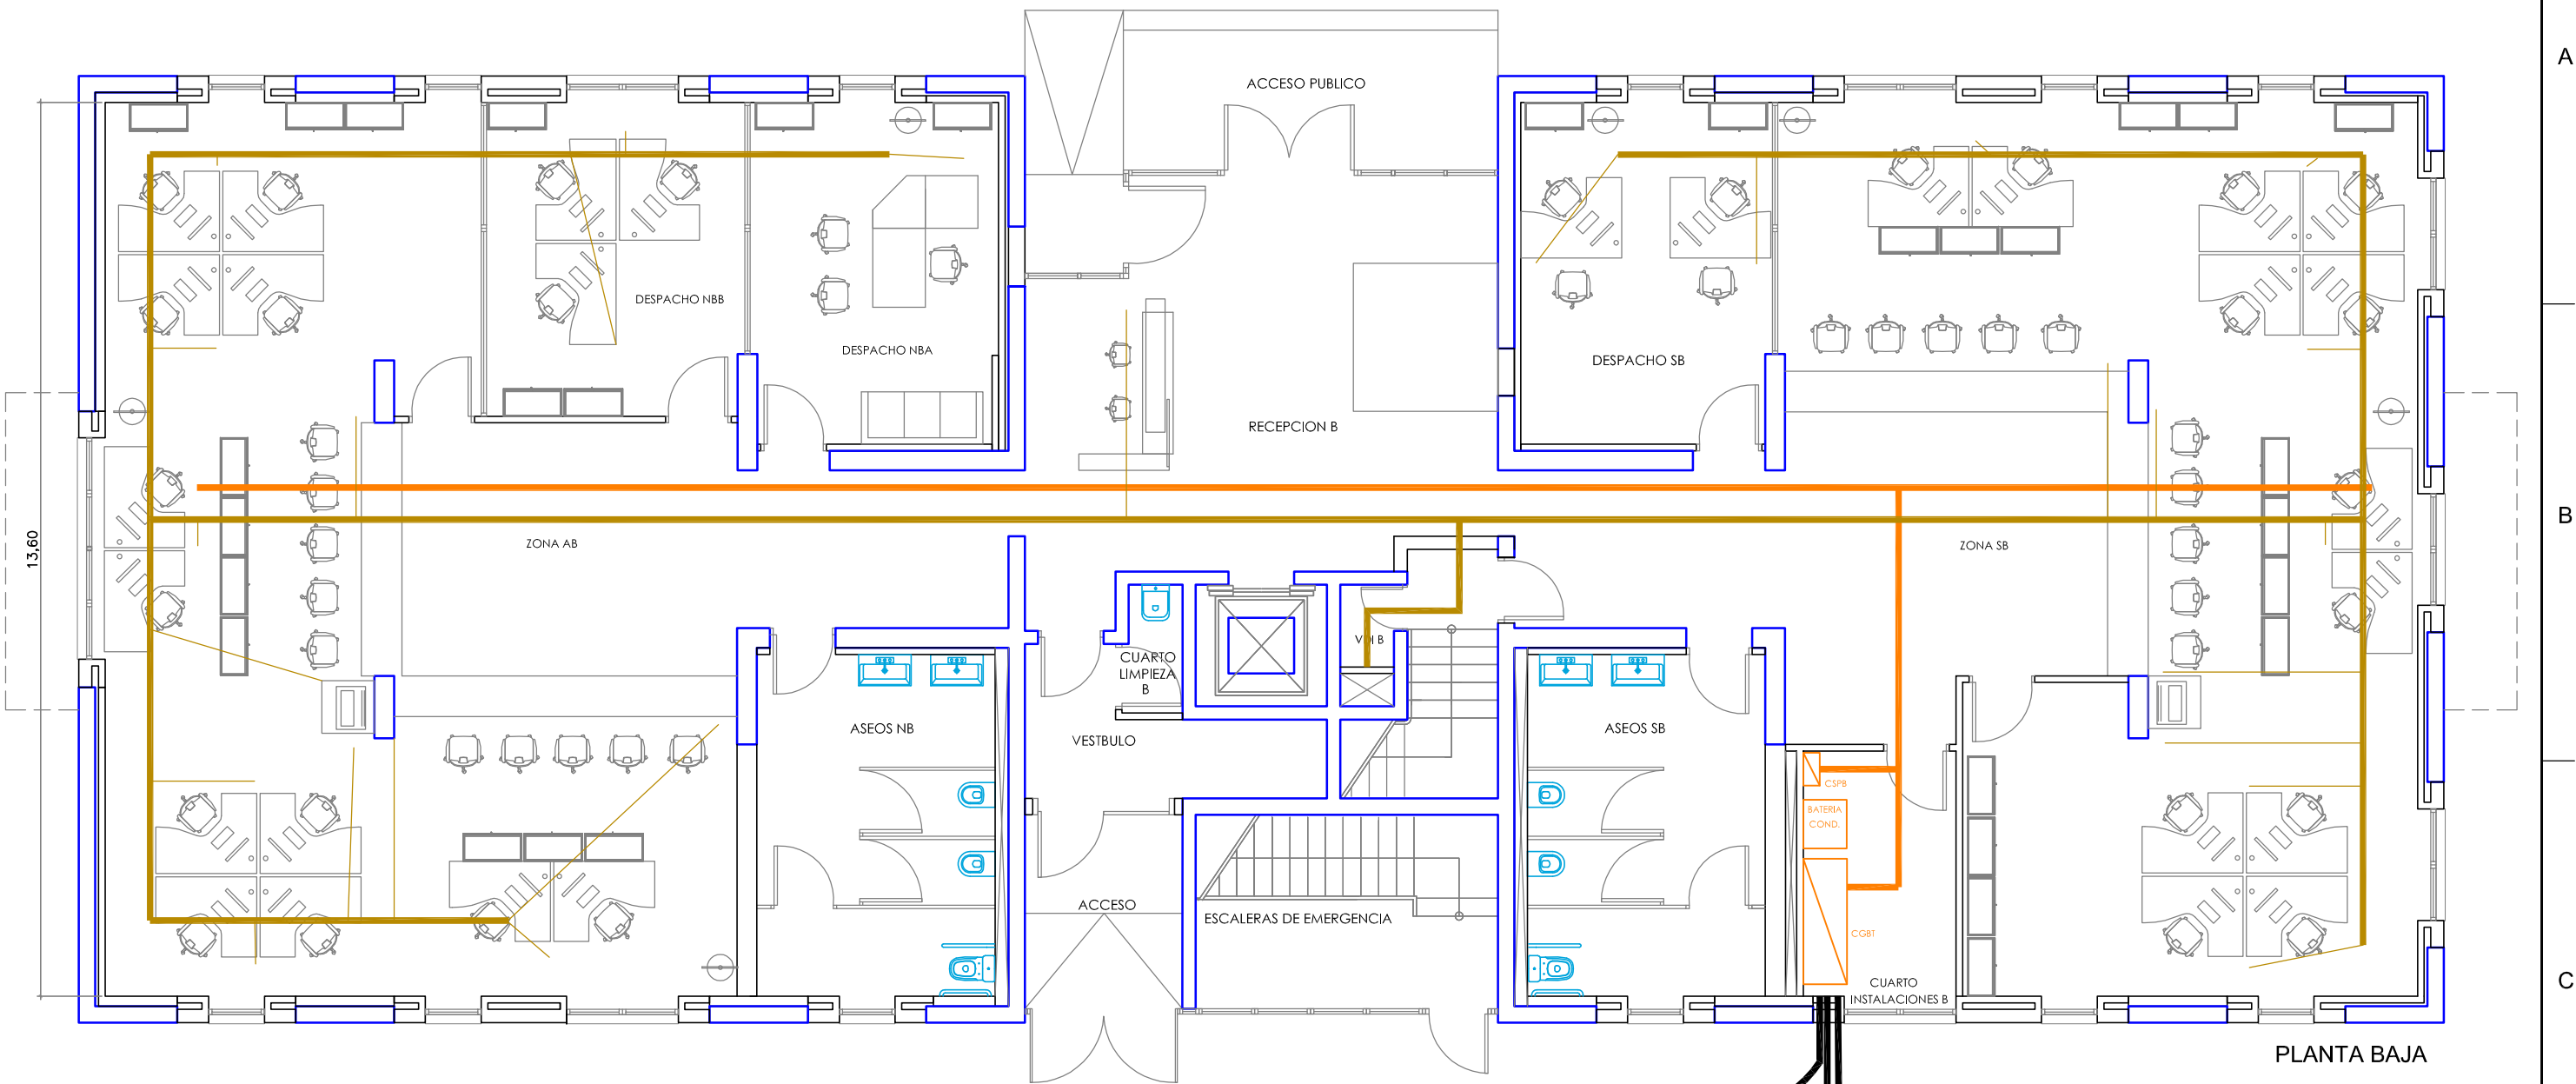 A
ACCESO PUBLICO
DESPACHO NBB
DESPACHO NBA
DESPACHO SB
RECEPCION B
13,60
ZONA AB
ZONA SB
B
VDI B
CUARTO
LIMPIEZA
B
ASEOS NB
VESTBULO
ASEOS SB
CSPB
BATERIA
COND.
ACCESO
ESCALERAS DE EMERGENCIA
CGBT
CUARTO
INSTALACIONES B
C
PLANTA BAJA